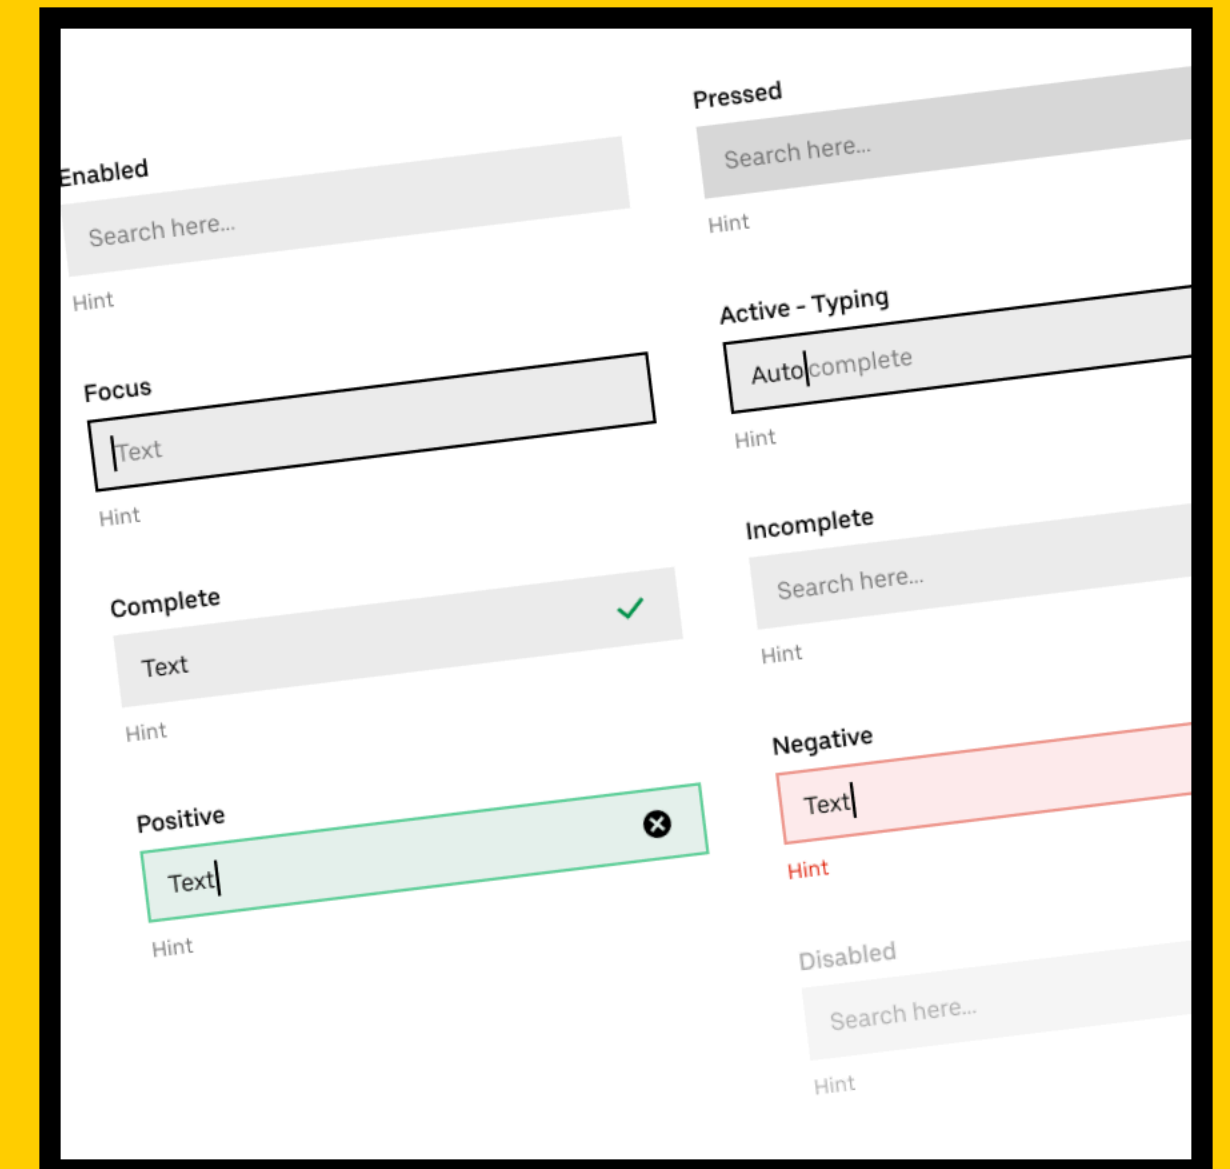 Enabled
Search here...
Hint
Pressed
Search here...
Hint
Focus
Text
Hint
Active - Typing
Autocomplete
Hint
Complete
Text
Hint
Incomplete
Search here...
Hint
Positive
Text
Hint
Negative
Text
Hint
Disabled
Search here...
Hint